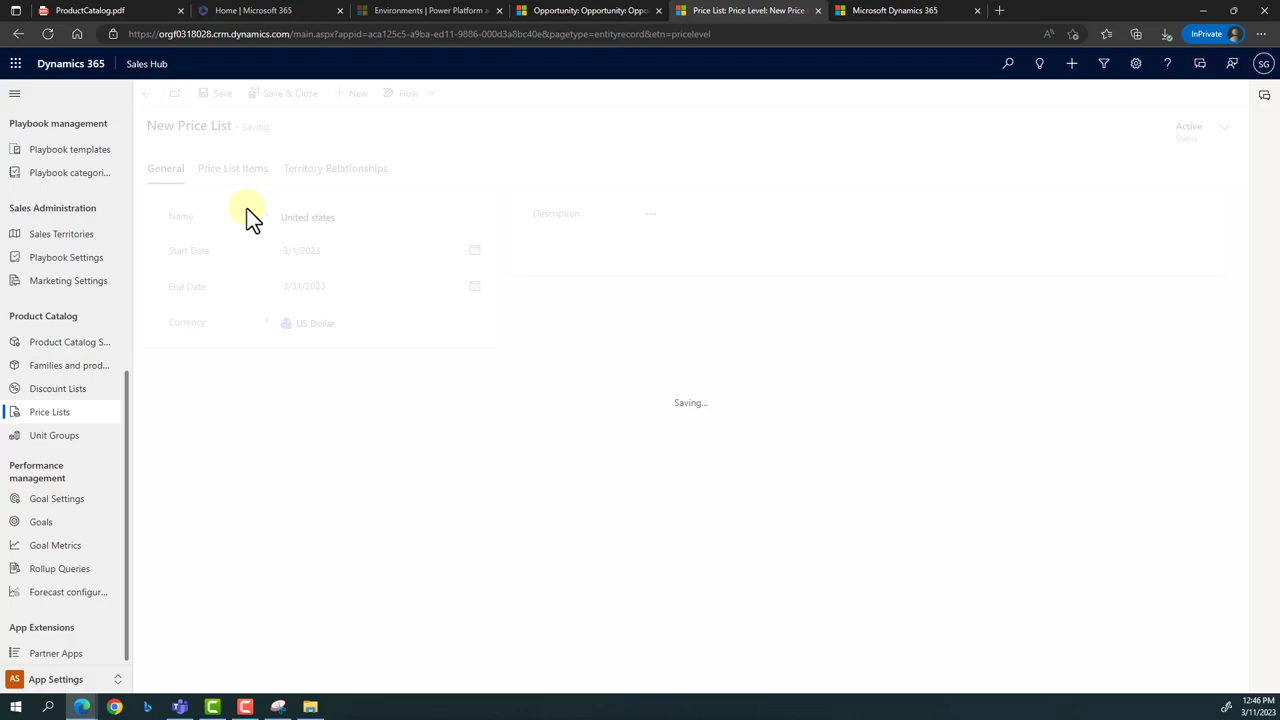 ProductCatalog.pdf
Home | Microsoft 365
Environments | Power Platform a
Opportunity: Opportunity: Oppo
Price List: Price Level: New Price
Microsoft Dynamics 365
https://orgf0318028.crm.dynamics.com/main.aspx?appid=aca125c5-a9ba-ed11-9886-000d3a8bc40e&pagetype=entityrecord&etn=pricelevel
InPrivate
Dynamics 365
Sales Hub
SG
Save
Save & Close
New
Flow
New Price List - Saving
Active
Status
General
Price List Items
Territory Relationships
Name * United states
Start Date 3/1/2023
End Date 3/31/2023
Currency * US Dollar
Description ---
Saving...
Playbook management
Playbook templates
Playbook categori...
Sales Administration
Sales Territories
Playbook Settings
Marketing Settings
Product Catalog
Product Catalog S...
Families and prod...
Discount Lists
Price Lists
Unit Groups
Performance
management
Goal Settings
Goals
Goal Metrics
Rollup Queries
Forecast configur...
App Extensions
Partner Apps
AS App Settings
12:46 PM
3/11/2023